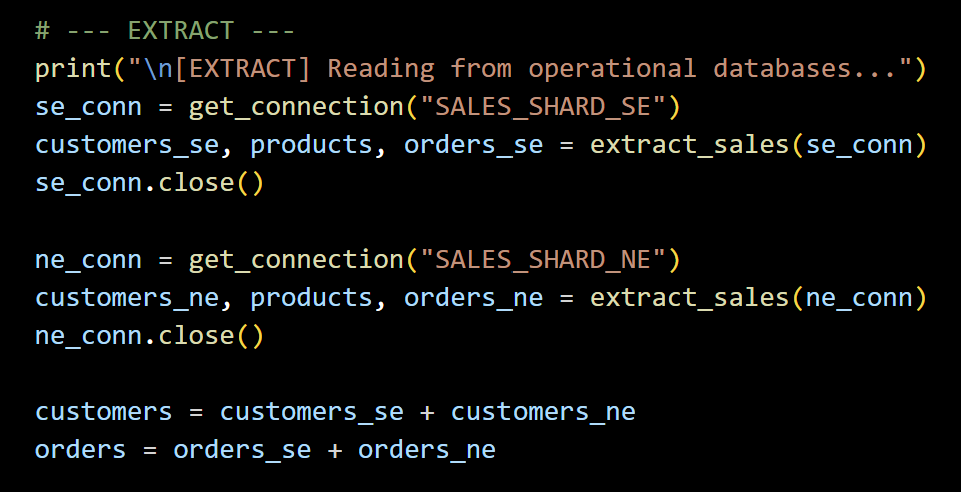 # --- EXTRACT ---
print("\n[EXTRACT] Reading from operational databases...")
se_conn = get_connection("SALES_SHARD_SE")
customers_se, products, orders_se = extract_sales(se_conn)
se_conn.close()

ne_conn = get_connection("SALES_SHARD_NE")
customers_ne, products, orders_ne = extract_sales(ne_conn)
ne_conn.close()

customers = customers_se + customers_ne
orders = orders_se + orders_ne